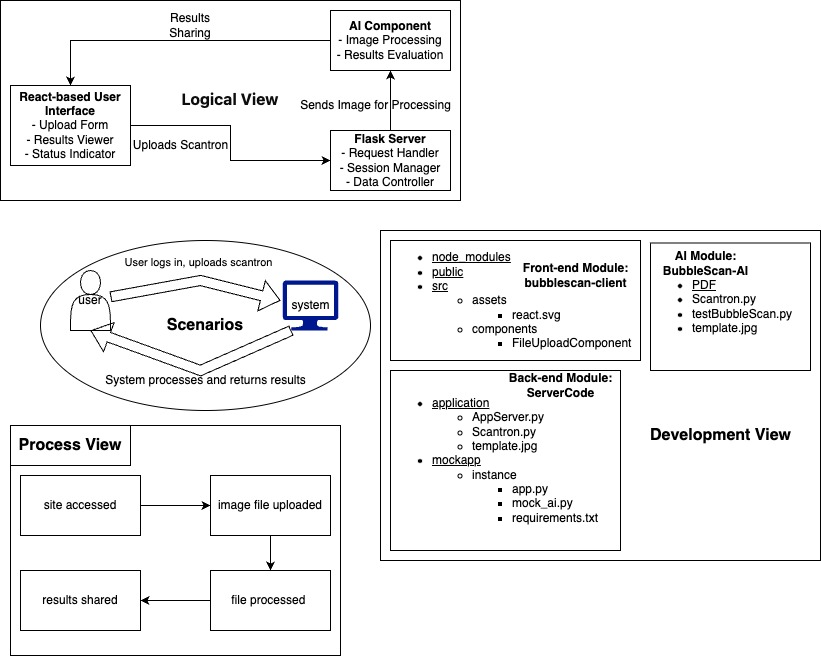 Results
Sharing
AI Component
- Image Processing
- Results Evaluation
React-based User
Interface
- Upload Form
- Results Viewer
- Status Indicator
Logical View
Sends Image for Processing
Uploads Scantron
Flask Server
- Request Handler
- Session Manager
- Data Controller
User logs in, uploads scantron
user
system
Scenarios
System processes and returns results
node_modules
public
src
assets
react.svg
components
FileUploadComponent
Front-end Module:
bubblescan-client
AI Module:
BubbleScan-AI
PDF
Scantron.py
testBubbleScan.py
template.jpg
Back-end Module:
ServerCode
application
AppServer.py
Scantron.py
template.jpg
mockapp
instance
app.py
mock_ai.py
requirements.txt
Development View
Process View
site accessed
image file uploaded
results shared
file processed